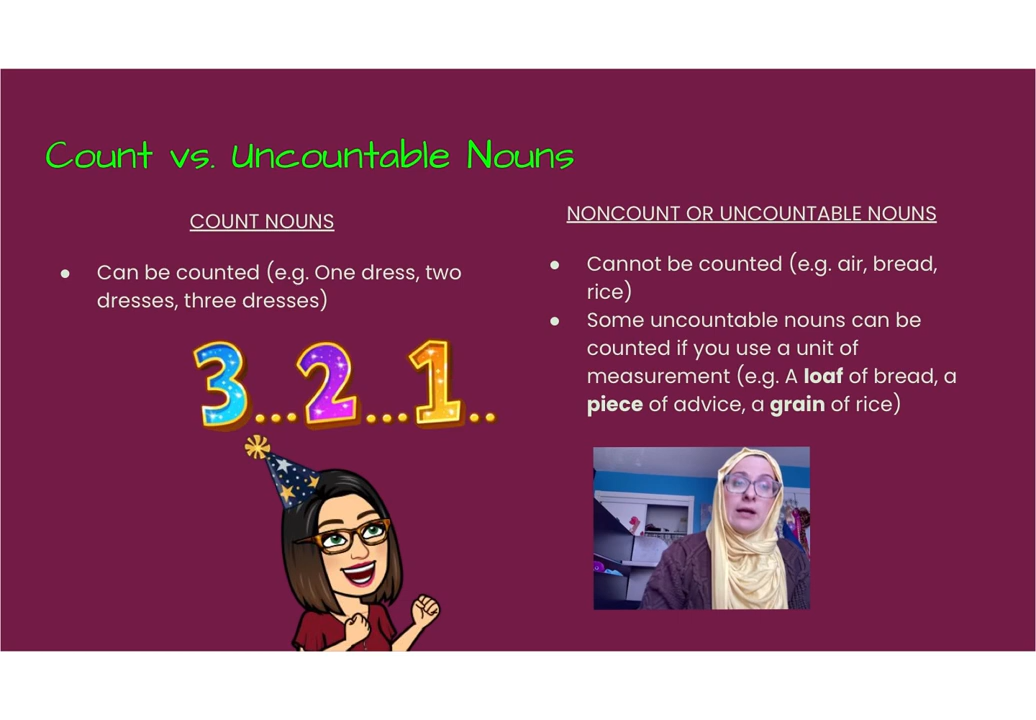 Count vs. Uncountable Nouns
COUNT NOUNS
● Can be counted (e.g. One dress, two
dresses, three dresses)
3...2...1..
NONCOUNT OR UNCOUNTABLE NOUNS
● Cannot be counted (e.g. air, bread,
rice)
● Some uncountable nouns can be
counted if you use a unit of
measurement (e.g. A loaf of bread, a
piece of advice, a grain of rice)